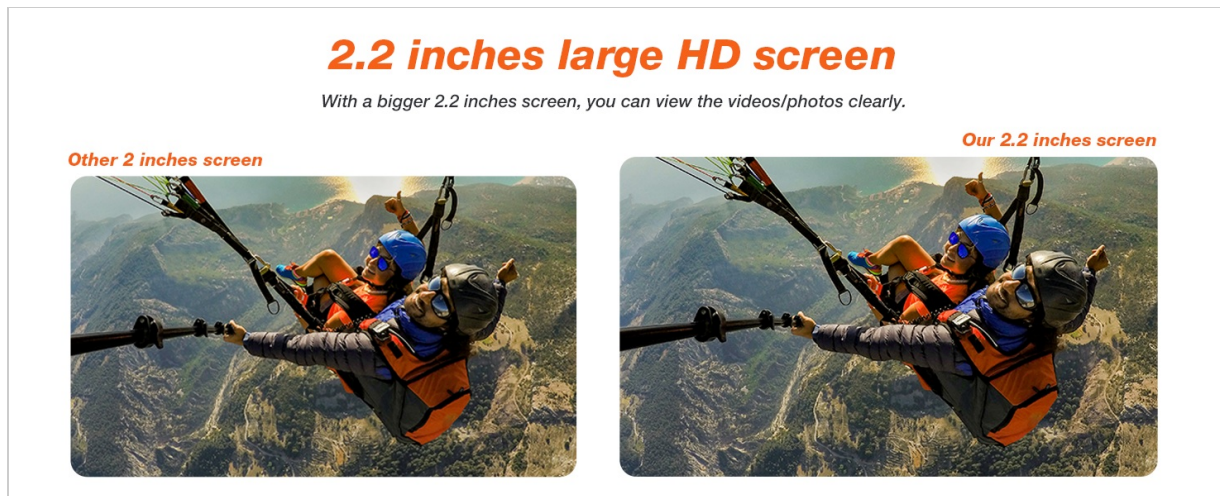 2.2 inches large HD screen
With a bigger 2.2 inches screen, you can view the videos/photos clearly.
Other 2 inches screen
Our 2.2 inches screen